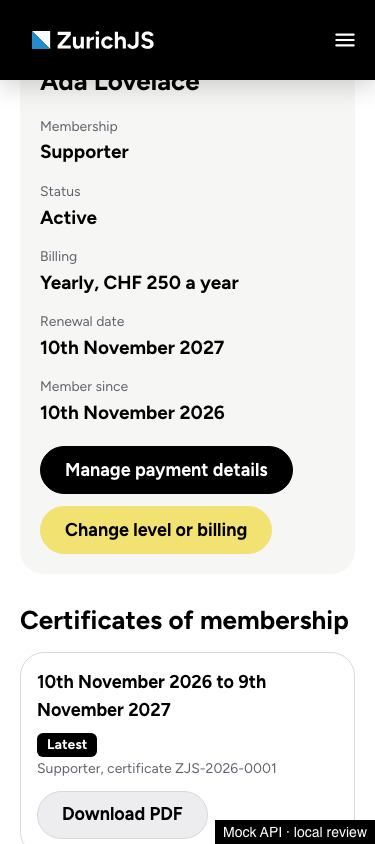 ZurichJS
Ada Lovelace
Membership
Supporter
Status
Active
Billing
Yearly, CHF 250 a year
Renewal date
10th November 2027
Member since
10th November 2026
Manage payment details
Change level or billing
Certificates of membership
10th November 2026 to 9th
November 2027
Latest
Supporter, certificate ZJS-2026-0001
Download PDF
Mock API · local review